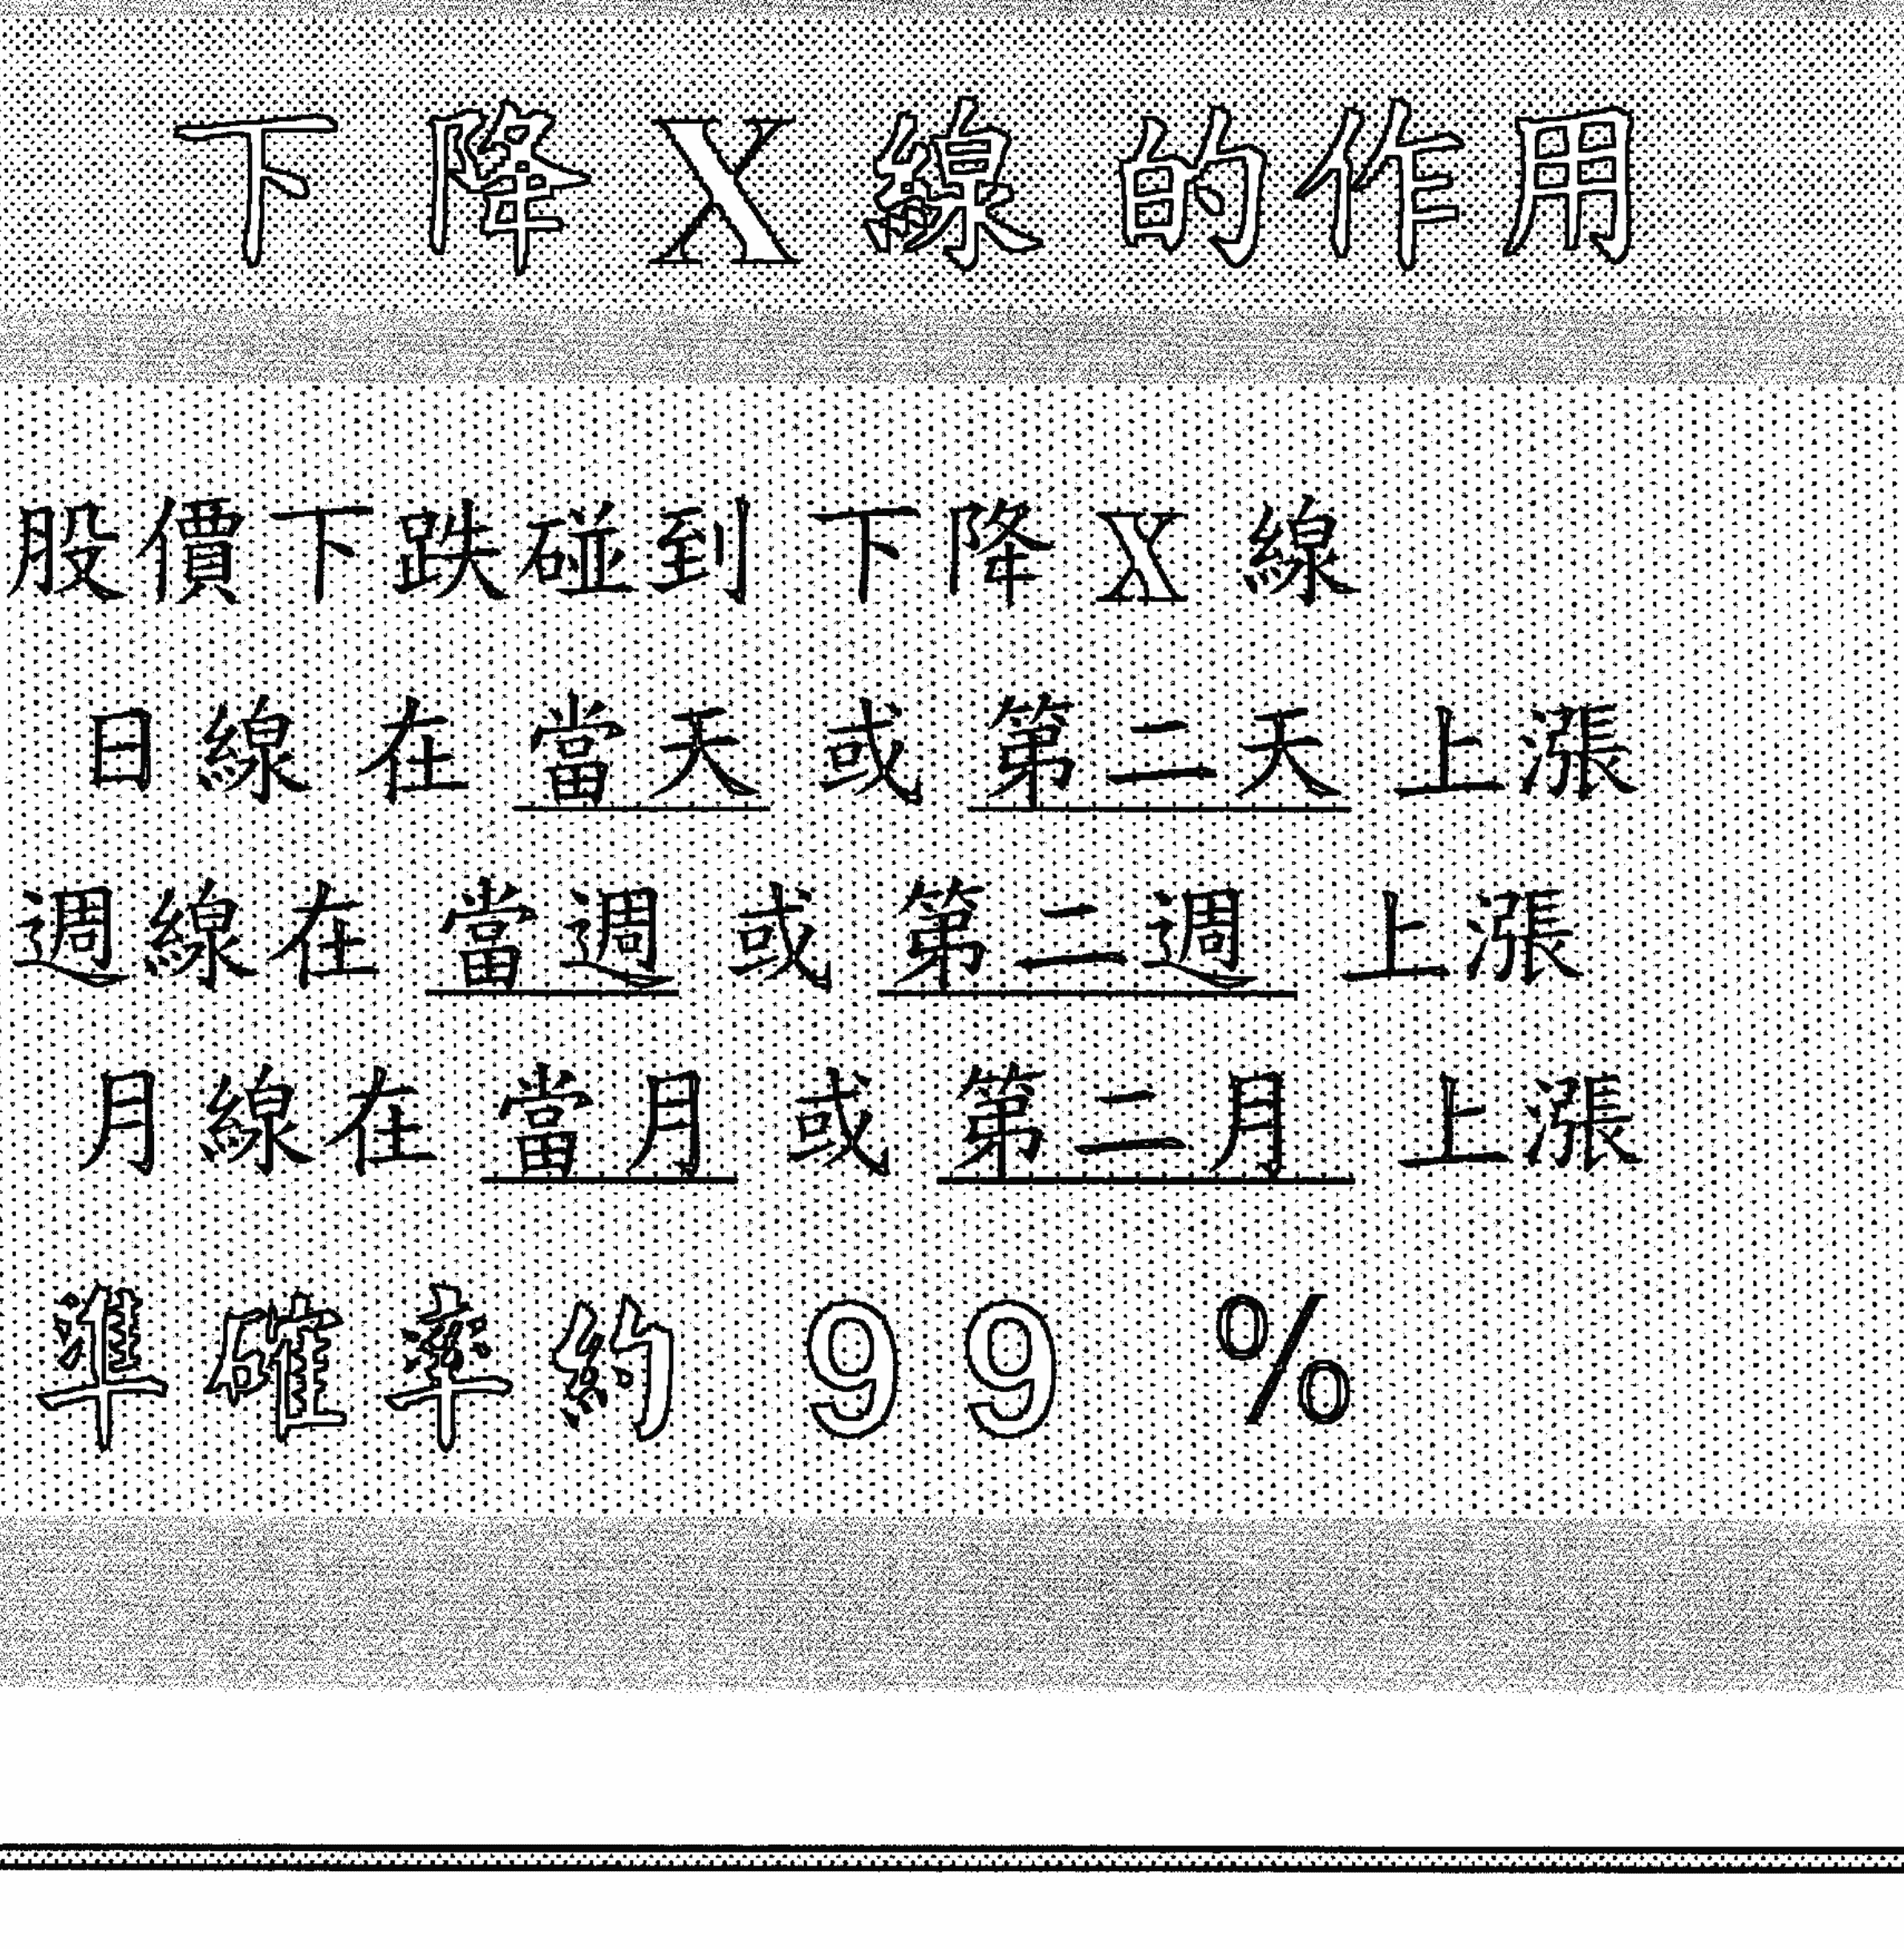 下降X線的作用
股價下跌碰到 下降X線
日線 在 當天 或 第二天 上漲
週線在 當週 或 第二週 上漲
月線在 當月 或 第二月 上漲
準確率約 99 %